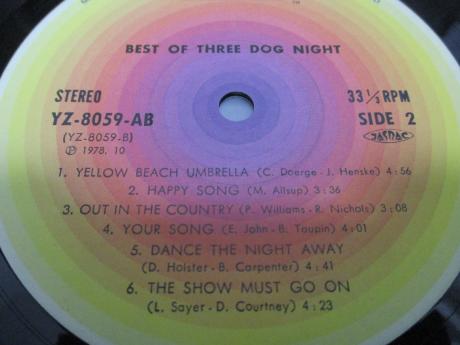 BEST OF THREE DOG NIGHT
STEREO
33 1/3 RPM
YZ-8059-AB
SIDE 2
(YZ-8059-B)
℗ 1978. 10
1. YELLOW BEACH UMBRELLA (C. Doerge - J. Henske) 4:56
2. HAPPY SONG (M. Allsup) 3:36
3. OUT IN THE COUNTRY (P. Williams - R. Nichols) 3:08
4. YOUR SONG (E. John - B. Taupin) 4:01
5. DANCE THE NIGHT AWAY
(D. Holster - B. Carpenter) 4:41
6. THE SHOW MUST GO ON
(L. Sayer - D. Courtney) 4:23